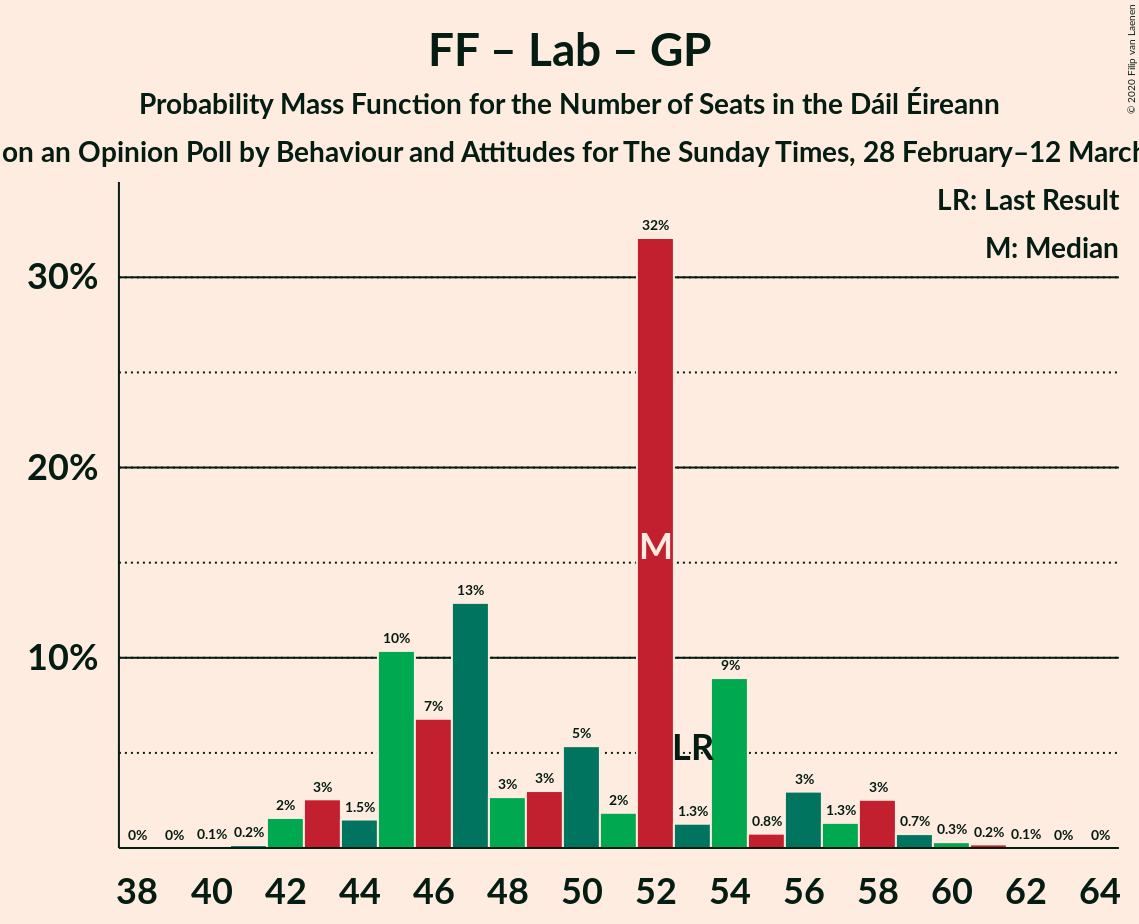 FF – Lab – GP
Probability Mass Function for the Number of Seats in the Dáil Éireann
on an Opinion Poll by Behaviour and Attitudes for The Sunday Times, 28 February–12 March
© 2020 Filip van Laenen
LR: Last Result
M: Median
30%
20%
10%
0% 0% 0.1% 0.2% 2% 3% 1.5% 10% 7% 13% 3% 3% 5% 2% 32% 1.3% 9% 0.8% 3% 1.3% 3% 0.7% 0.3% 0.2% 0.1% 0% 0%
M
LR
38 40 42 44 46 48 50 52 54 56 58 60 62 64